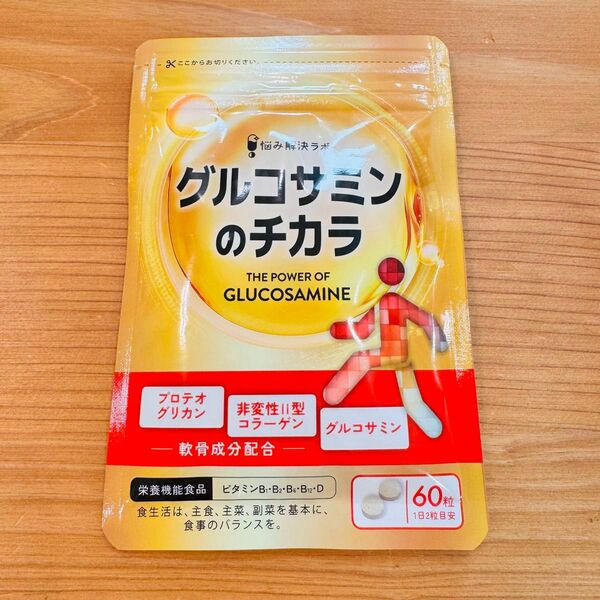 ここからお切りください。
悩み解決ラボ
グルコサミン
のチカラ
THE POWER OF
GLUCOSAMINE
プロテオ
グリカン
非変性II型
コラーゲン
グルコサミン
軟骨成分配合
栄養機能食品
ビタミンB1・B2・B6・B12・D
食生活は、主食、主菜、副菜を基本に、
食事のバランスを。
60粒
1日2粒目安